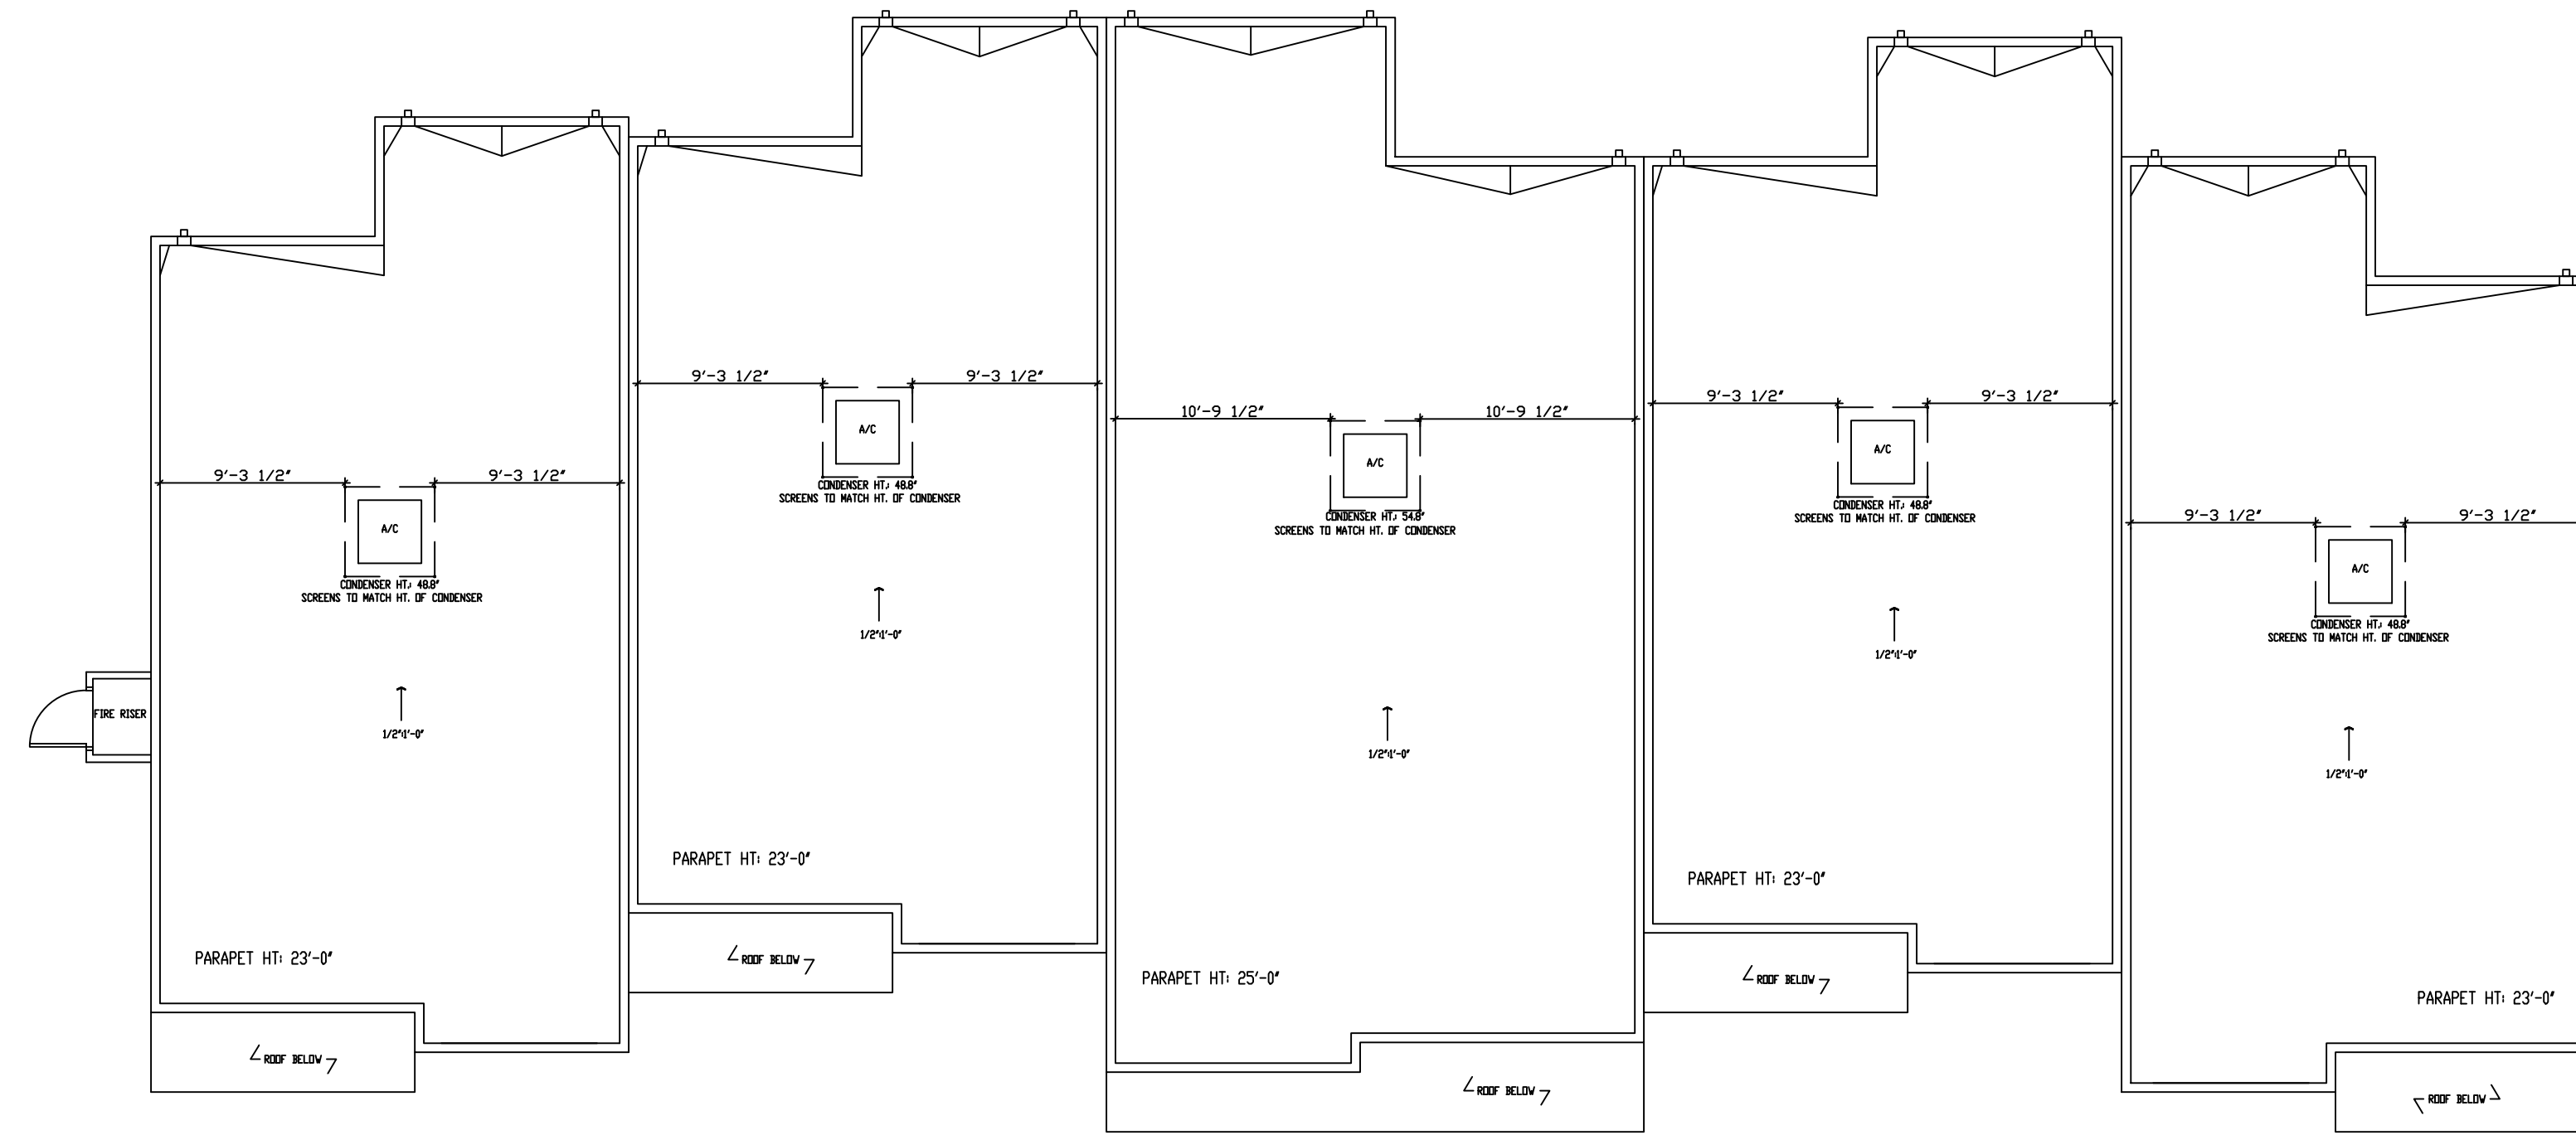 9'-3 1/2"
9'-3 1/2"
A/C
CONDENSER HT.: 48.8"
SCREENS TO MATCH HT. OF CONDENSER
FIRE RISER
1/2":1'-0"
PARAPET HT: 23'-0"
ROOF BELOW
9'-3 1/2"
9'-3 1/2"
A/C
CONDENSER HT.: 48.8"
SCREENS TO MATCH HT. OF CONDENSER
1/2":1'-0"
PARAPET HT: 23'-0"
ROOF BELOW
10'-9 1/2"
10'-9 1/2"
A/C
CONDENSER HT.: 54.8"
SCREENS TO MATCH HT. OF CONDENSER
1/2":1'-0"
PARAPET HT: 25'-0"
ROOF BELOW
9'-3 1/2"
9'-3 1/2"
A/C
CONDENSER HT.: 48.8"
SCREENS TO MATCH HT. OF CONDENSER
1/2":1'-0"
PARAPET HT: 23'-0"
ROOF BELOW
9'-3 1/2"
9'-3 1/2"
A/C
CONDENSER HT.: 48.8"
SCREENS TO MATCH HT. OF CONDENSER
1/2":1'-0"
PARAPET HT: 23'-0"
ROOF BELOW